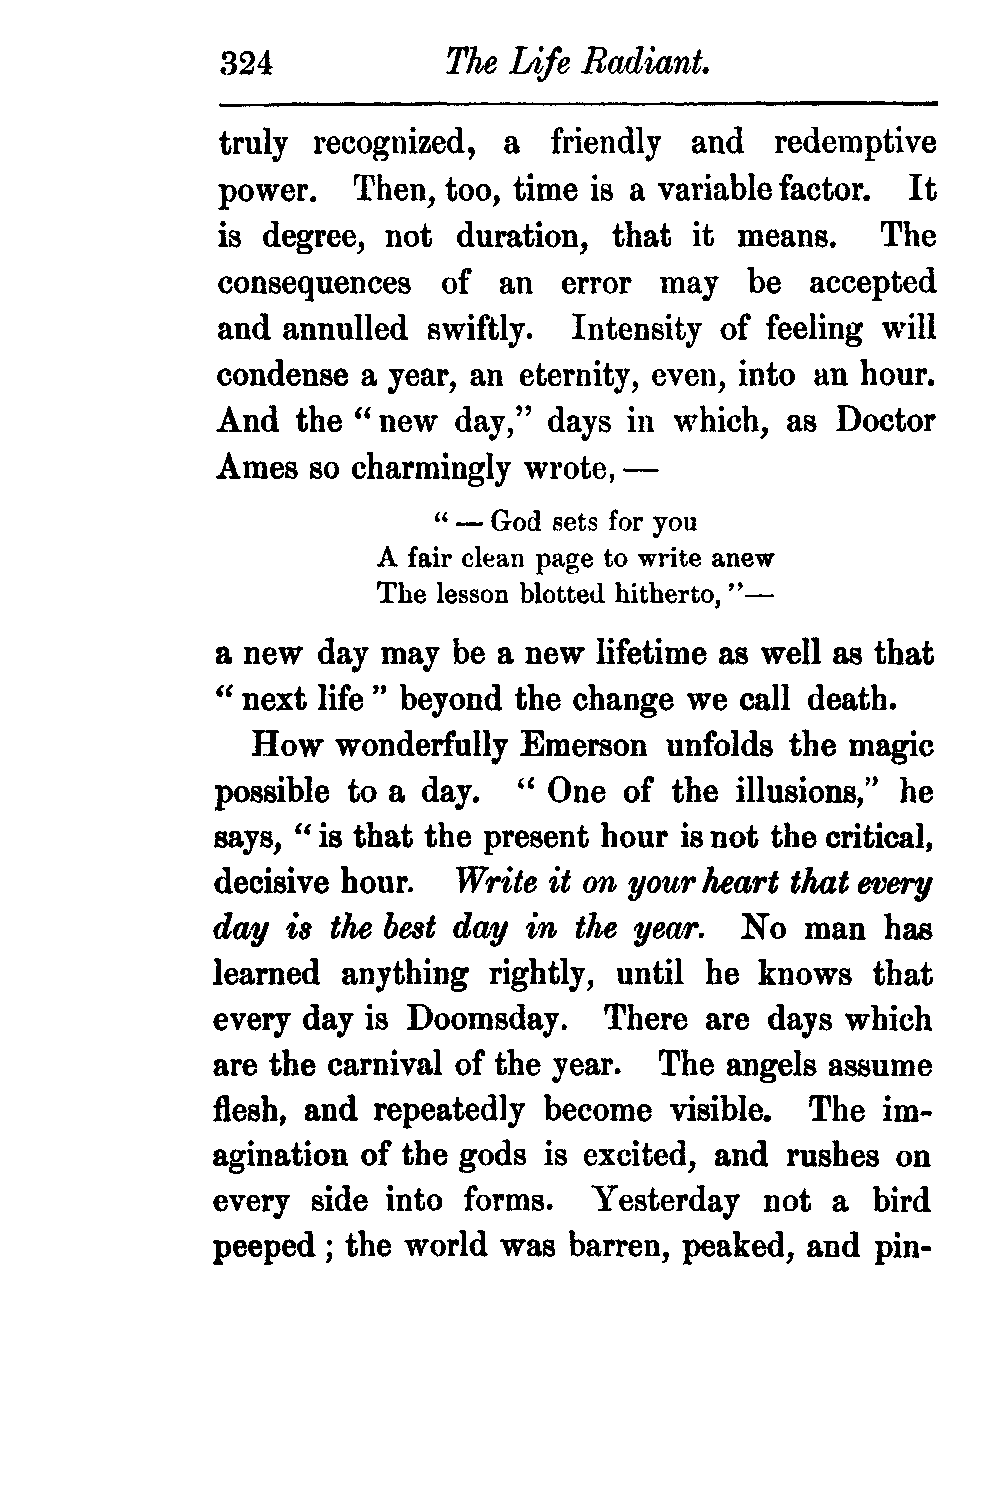 324 The Life Radiant.
truly recognized, a friendly and redemptive
power. Then, too, time is a variable factor. It
is degree, not duration, that it means. The
consequences of an error may be accepted
and annulled swiftly. Intensity of feeling will
condense a year, an eternity, even, into an hour.
And the " new day," days in which, as Doctor
Ames so charmingly wrote, —
" — God sets for you
A fair clean page to write anew
The lesson blotted hitherto, "—
a new day may be a new lifetime as well as that
" next life " beyond the change we call death.
How wonderfully Emerson unfolds the magic
possible to a day. " One of the illusions," he
says, " is that the present hour is not the critical,
decisive hour. Write it on your heart that every
day is the best day in the year. No man has
learned anything rightly, until he knows that
every day is Doomsday. There are days which
are the carnival of the year. The angels assume
flesh, and repeatedly become visible. The im-
agination of the gods is excited, and rushes on
every side into forms. Yesterday not a bird
peeped ; the world was barren, peaked, and pin-